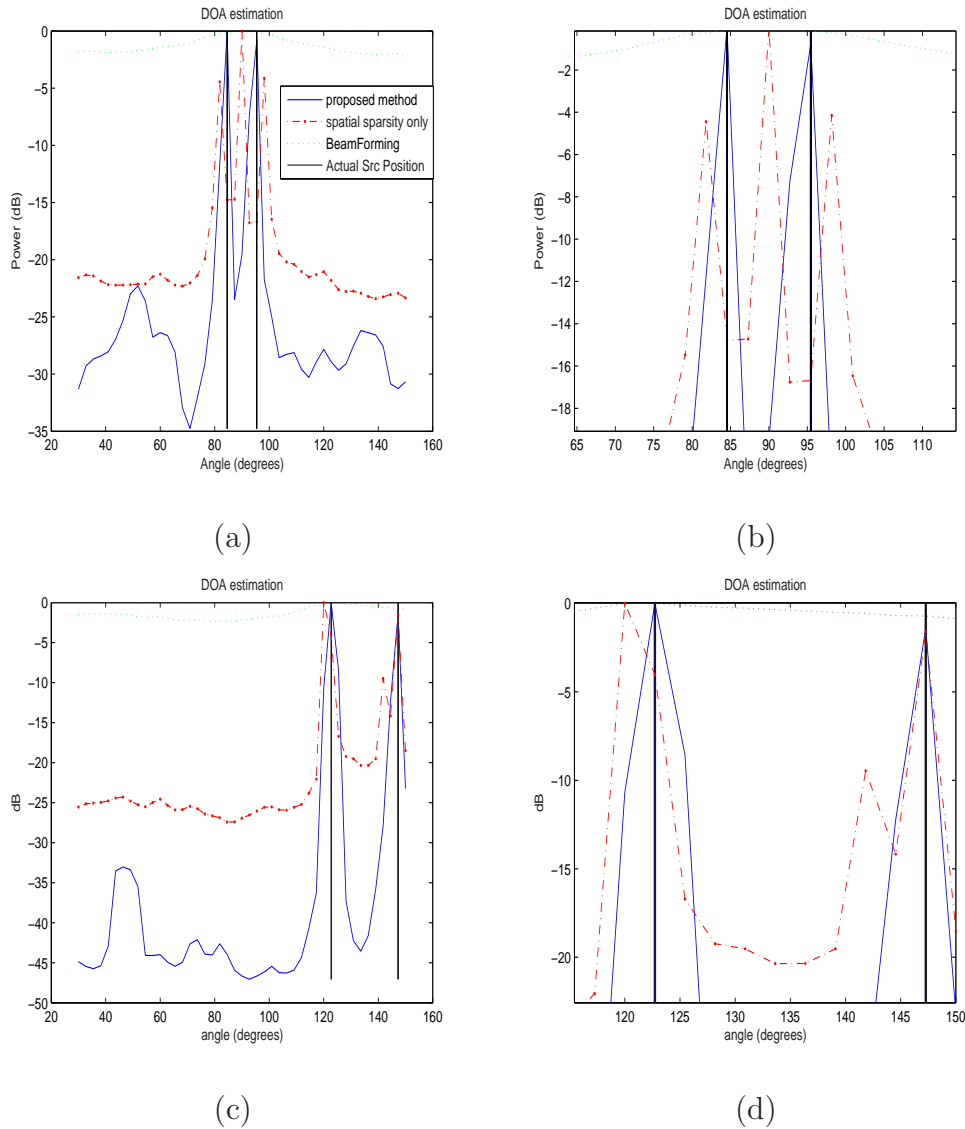 DOA estimation
0
−5
−10
−15
−20
−25
−30
−35
Power (dB)
20 40 60 80 100 120 140 160
Angle (degrees)
proposed method
spatial sparsity only
BeamForming
Actual Src Position
(a)
DOA estimation
−2
−4
−6
−8
−10
−12
−14
−16
−18
Power (dB)
65 70 75 80 85 90 95 100 105 110
Angle (degrees)
(b)
DOA estimation
0
−5
−10
−15
−20
−25
−30
−35
−40
−45
−50
dB
20 40 60 80 100 120 140 160
angle (degrees)
(c)
DOA estimation
0
−5
−10
−15
−20
dB
120 125 130 135 140 145 150
angle (degrees)
(d)